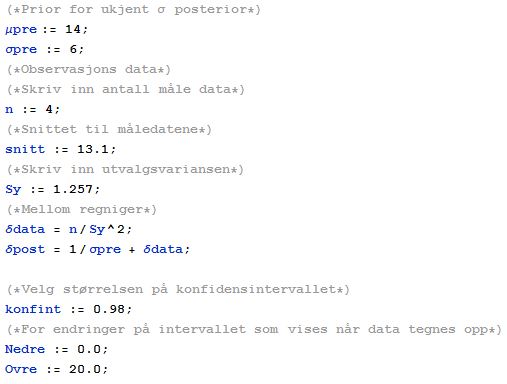 (*Prior for ukjent σ posterior*)
μpre := 14;
σpre := 6;
(*Observasjons data*)
(*Skriv inn antall måle data*)
n := 4;
(*Snittet til måledatene*)
snitt := 13.1;
(*Skriv inn utvalgsvariansen*)
Sy := 1.257;
(*Mellom regniger*)
δdata = n/Sy^2;
δpost = 1/σpre + δdata;
(*Velg størrelsen på konfidensintervallet*)
konfint := 0.98;
(*For endringer på intervallet som vises når data tegnes opp*)
Nedre := 0.0;
Ovre := 20.0;